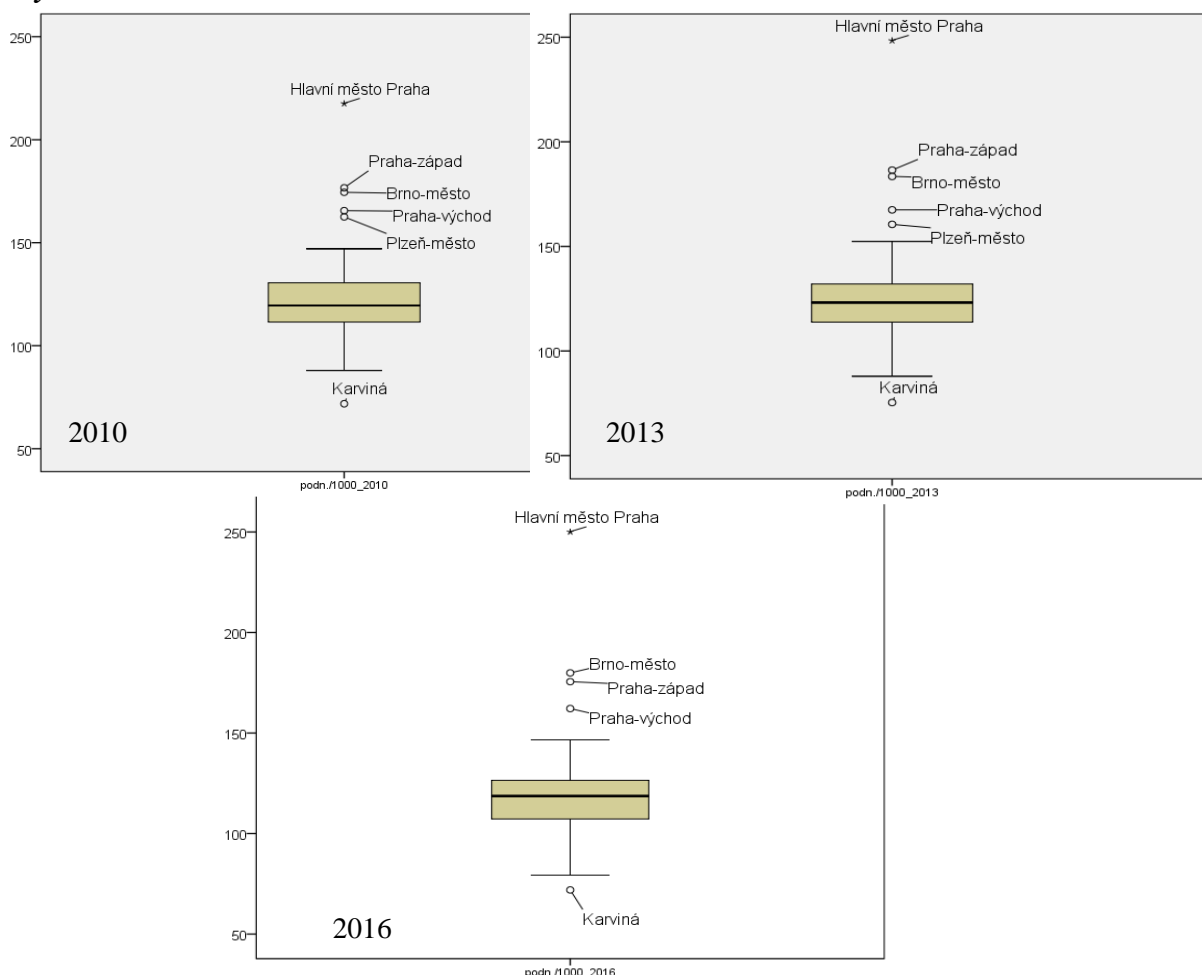 250
200
150
100
50
Hlavní město Praha
Praha-západ
Brno-město
Praha-východ
Plzeň-město
Karviná
2010
podn./1000_2010
250
200
150
100
50
Hlavní město Praha
Praha-západ
Brno-město
Praha-východ
Plzeň-město
Karviná
2013
podn./1000_2013
250
200
150
100
50
Hlavní město Praha
Brno-město
Praha-západ
Praha-východ
Karviná
2016
podn./1000_2016